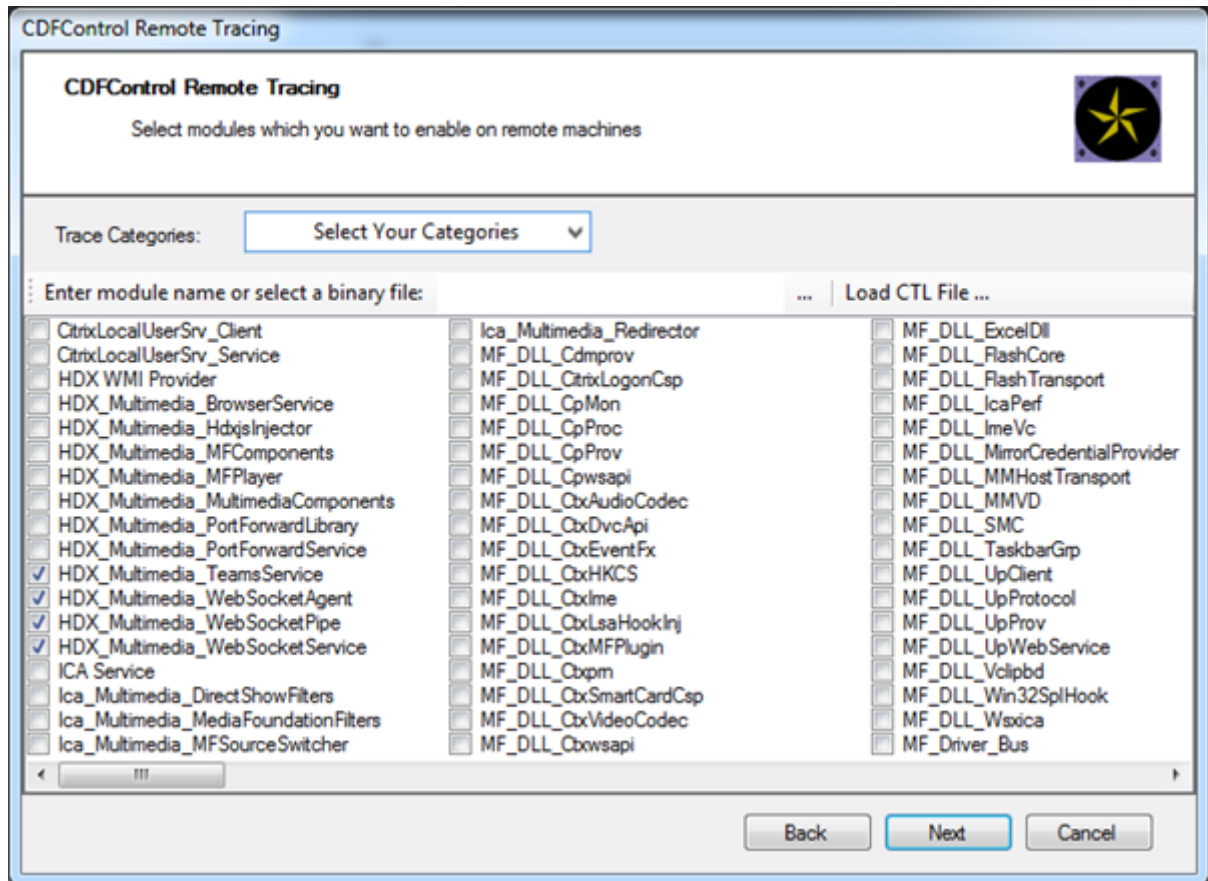 CDFControl Remote Tracing
CDFControl Remote Tracing
Select modules which you want to enable on remote machines
Trace Categories:
Select Your Categories
Enter module name or select a binary file:
...
Load CTL File ...
CitrixLocalUserSrv_Client
CitrixLocalUserSrv_Service
HDX WMI Provider
HDX_Multimedia_BrowserService
HDX_Multimedia_HdxjsInjector
HDX_Multimedia_MFComponents
HDX_Multimedia_MFPlayer
HDX_Multimedia_MultimediaComponents
HDX_Multimedia_PortForwardLibrary
HDX_Multimedia_PortForwardService
HDX_Multimedia_TeamsService
HDX_Multimedia_WebSocketAgent
HDX_Multimedia_WebSocketPipe
HDX_Multimedia_WebSocketService
ICA Service
Ica_Multimedia_DirectShowFilters
Ica_Multimedia_MediaFoundationFilters
Ica_Multimedia_MFSourceSwitcher
Ica_Multimedia_Redirector
MF_DLL_Cdmprov
MF_DLL_CitrixLogonCsp
MF_DLL_CpMon
MF_DLL_CpProc
MF_DLL_CpProv
MF_DLL_Cpwsapi
MF_DLL_CtxAudioCodec
MF_DLL_CtxDvcApi
MF_DLL_CtxEventFx
MF_DLL_CtxHKCS
MF_DLL_CtxIme
MF_DLL_CtxLsaHookInj
MF_DLL_CtxMFPlugin
MF_DLL_Ctxprn
MF_DLL_CtxSmartCardCsp
MF_DLL_CtxVideoCodec
MF_DLL_Ctxwsapi
MF_DLL_ExcelDll
MF_DLL_FlashCore
MF_DLL_FlashTransport
MF_DLL_IcaPerf
MF_DLL_ImeVc
MF_DLL_MirrorCredentialProvider
MF_DLL_MMHostTransport
MF_DLL_MMVD
MF_DLL_SMC
MF_DLL_TaskbarGrp
MF_DLL_UpClient
MF_DLL_UpProtocol
MF_DLL_UpProv
MF_DLL_UpWebService
MF_DLL_Vclipbd
MF_DLL_Win32SplHook
MF_DLL_Wsxica
MF_Driver_Bus
Back
Next
Cancel